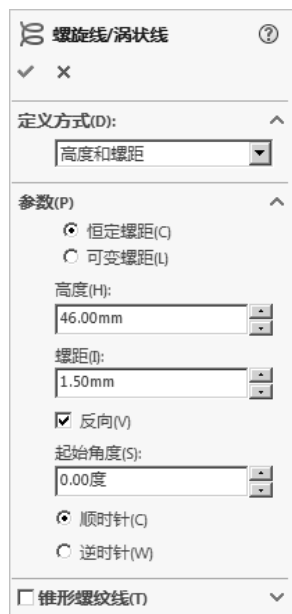 螺旋线/涡状线
定义方式(D):
高度和螺距
参数(P)
恒定螺距(C)
可变螺距(L)
高度(H):
46.00mm
螺距(I):
1.50mm
反向(V)
起始角度(S):
0.00度
顺时针(C)
逆时针(W)
锥形螺纹线(T)